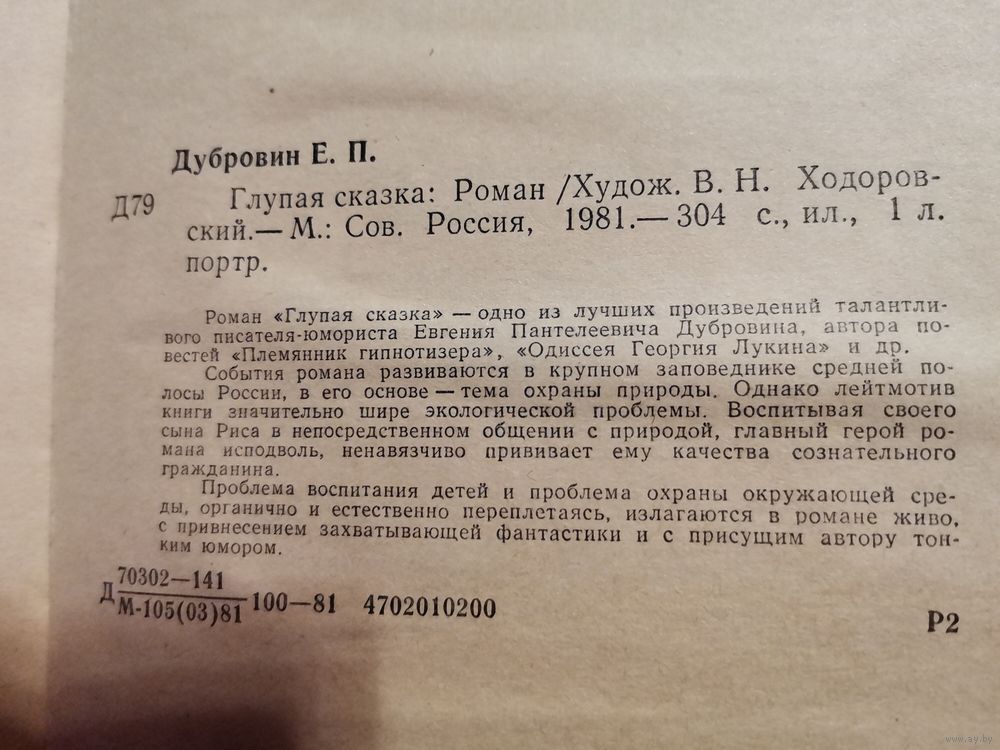 Дубровин Е. П.
Д79 Глупая сказка: Роман /Худож. В. Н. Ходоров-
ский.— М.: Сов. Россия, 1981.— 304 с., ил., 1 л.
портр.
Роман «Глупая сказка» — одно из лучших произведений талантли-
вого писателя-юмориста Евгения Пантелеевича Дубровина, автора по-
вестей «Племянник гипнотизера», «Одиссея Георгия Лукина» и др.
События романа развиваются в крупном заповеднике средней по-
лосы России, в его основе — тема охраны природы. Однако лейтмотив
книги значительно шире экологической проблемы. Воспитывая своего
сына Риса в непосредственном общении с природой, главный герой ро-
мана исподволь, ненавязчиво прививает ему качества сознательного
гражданина.
Проблема воспитания детей и проблема охраны окружающей сре-
ды, органично и естественно переплетаясь, излагаются в романе живо,
с привнесением захватывающей фантастики и с присущим автору тон-
ким юмором.
70302—141
Д М-105(03)81 100—81 4702010200
Р2
www.ay.by